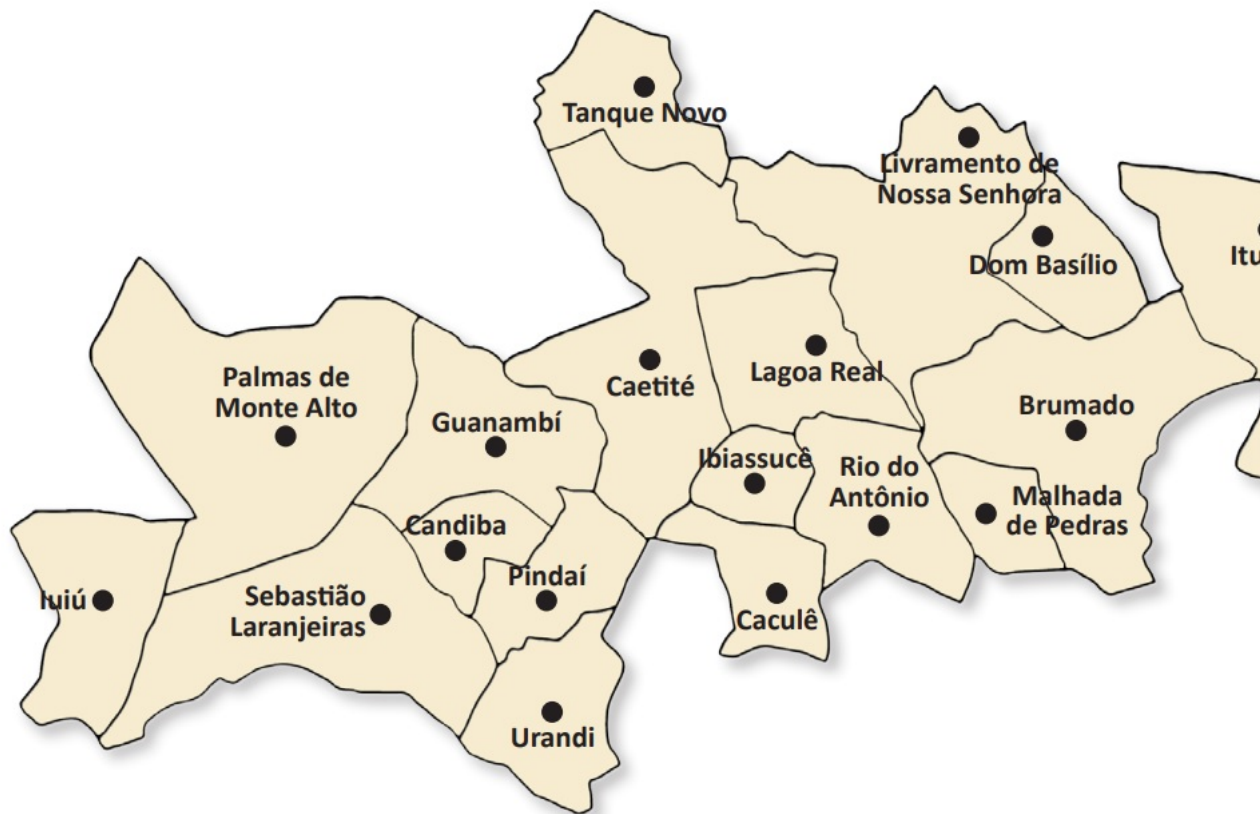 Tanque Novo
Livramento de
Nossa Senhora
Dom Basílio
Itu
Palmas de
Monte Alto
Guanambí
Caetité
Lagoa Real
Brumado
Ibiassucê
Rio do
Antônio
Malhada
de Pedras
Candiba
Pindaí
Iuiú
Sebastião
Laranjeiras
Caculê
Urandi